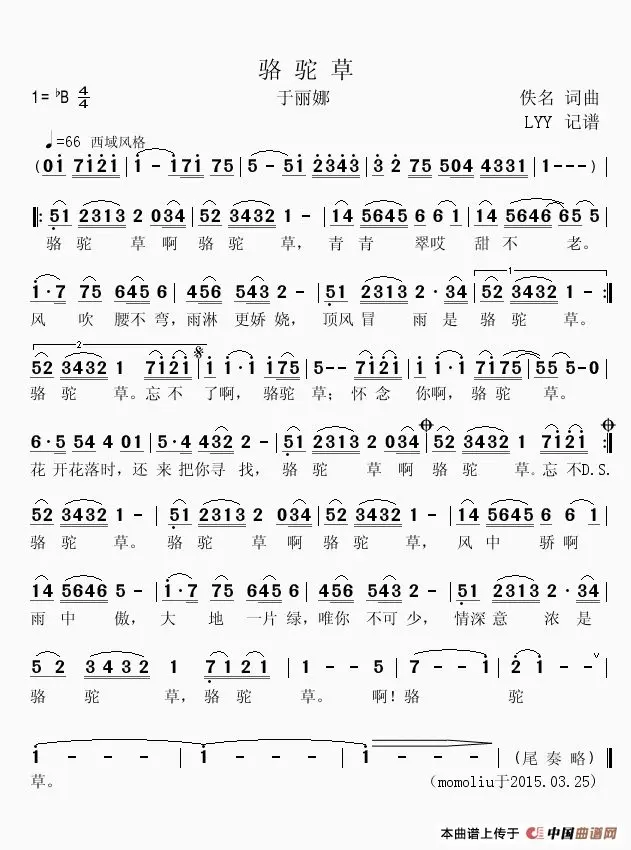 骆驼草
1=♭B 4/4 于丽娜 佚名 词曲
LYY 记谱
♩=66 西域风格
(0i 7i2i | i - i7i 75 | 5 - 5i 2343 | 3 2 75 504 4331 | 1 - - - ) |
‖: 51 2313 2 034 | 52 3432 1 - | 14 5645 6 6 1 | 14 5646 65 5 |
骆驼 草啊 骆驼 草, 青青 翠哎 甜不 老。
1·7 75 645 6 | 456 56 543 2 - | 51 2313 2·34 | 52 3432 1 - :‖
风 吹 腰不 弯,雨淋 更娇 娆, 顶风冒 雨是 骆驼 草。
52 3432 1 7121 | 1·1 175 7121 | 1·1 7175 | 55 5-0 |
骆驼 草。忘不 了啊, 骆驼 草; 怀念 你啊, 骆驼 草。
6·5 54 4 01 | 5·4 432 2 - | 51 2313 2 034 | 52 3432 1 7121 :‖
花 开花落时, 还 来 把你寻 找, 骆驼 草啊 骆驼 草。忘不D.S.
52 3432 1 - | 51 2313 2 034 | 52 3432 1 - | 14 5645 6 6 1 |
骆驼 草。 骆驼 草啊 骆驼 草, 风中 骄啊
14 5646 5 - | 1·7 75 645 6 | 456 56 543 2 - | 51 2313 2·34 |
雨中 傲, 大 地 一片 绿,唯你 不可 少, 情深意 浓是
5 2 3432 1 | 7121 1 - | 1 - - 5 | 7 - - 1 | 2 1 - - ∨
骆 驼 草, 骆驼 草。 啊! 骆 驼
1 - - - | 1 - 1 - | 1 - - - | (尾奏略) ‖
草。 (momoliu于2015.03.25)
本曲谱上传于 中国曲谱网